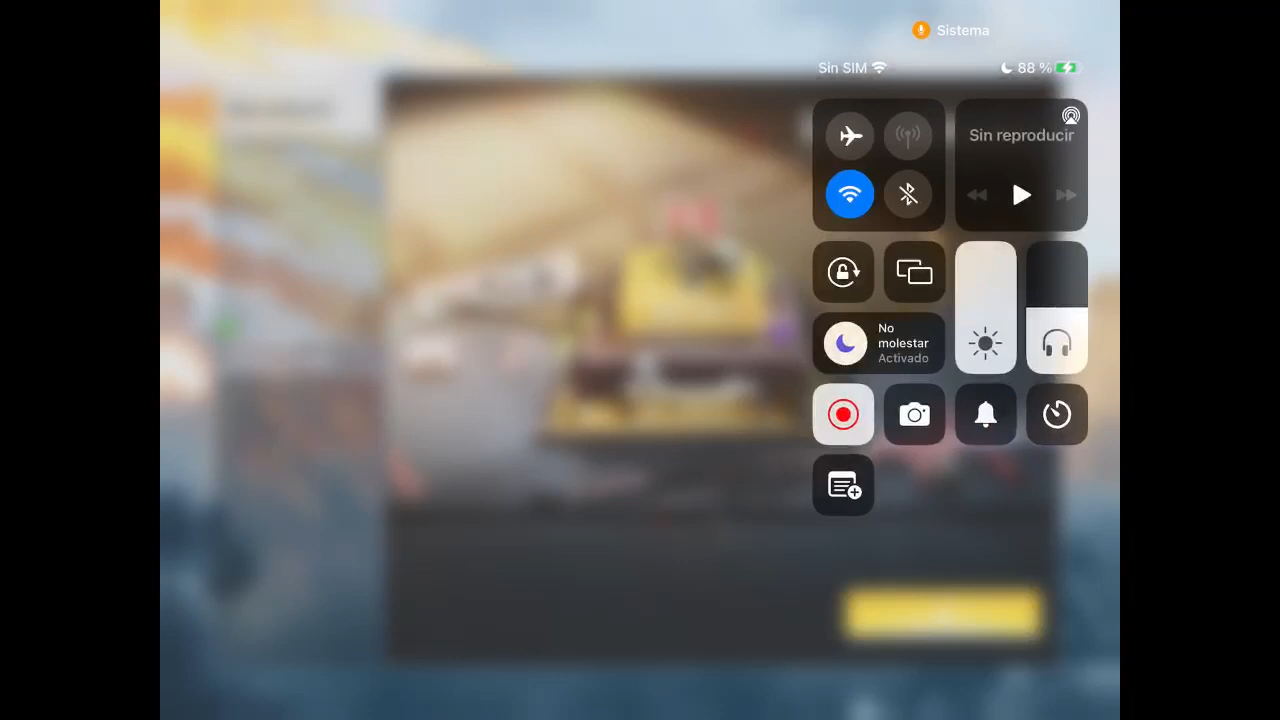 Sistema
Sin SIM
88 %
Sin reproducir
No
molestar
Activado